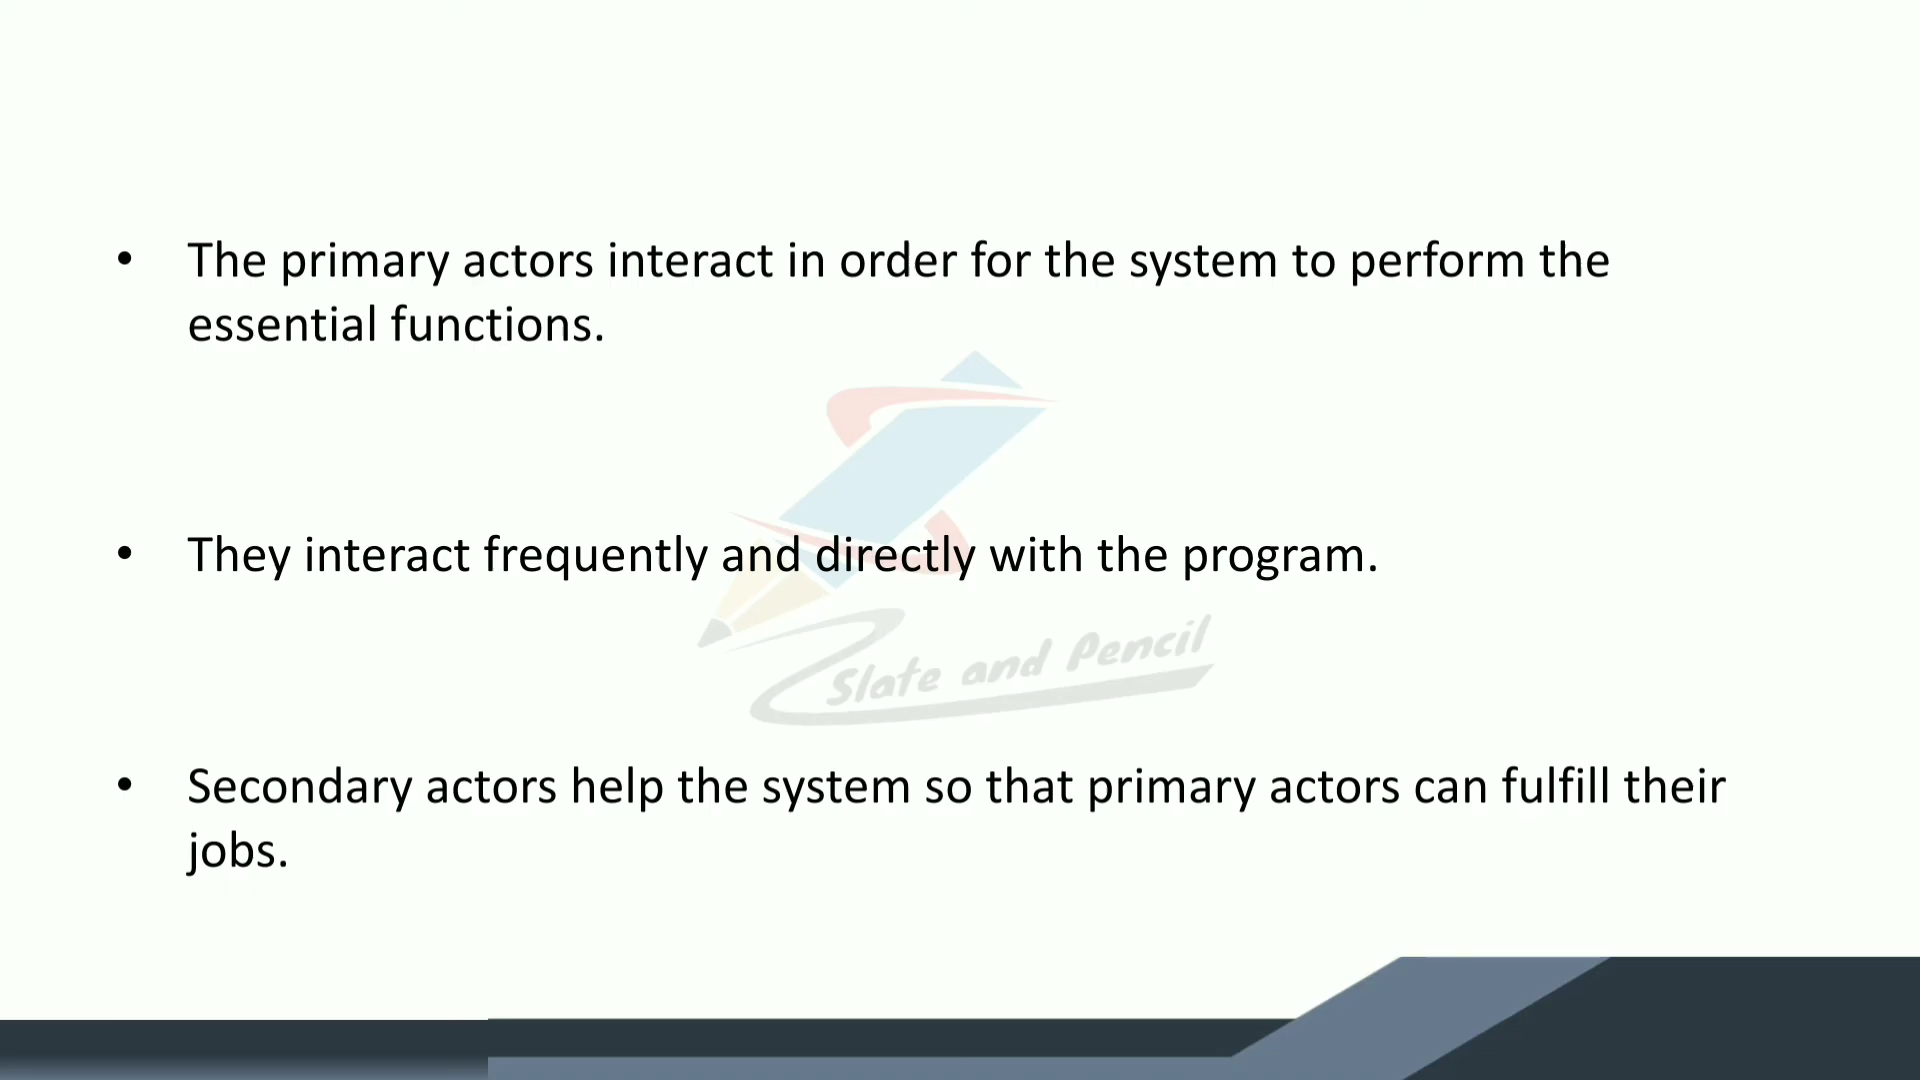 • The primary actors interact in order for the system to perform the
essential functions.
• They interact frequently and directly with the program.
Slate and Pencil
• Secondary actors help the system so that primary actors can fulfill their
jobs.